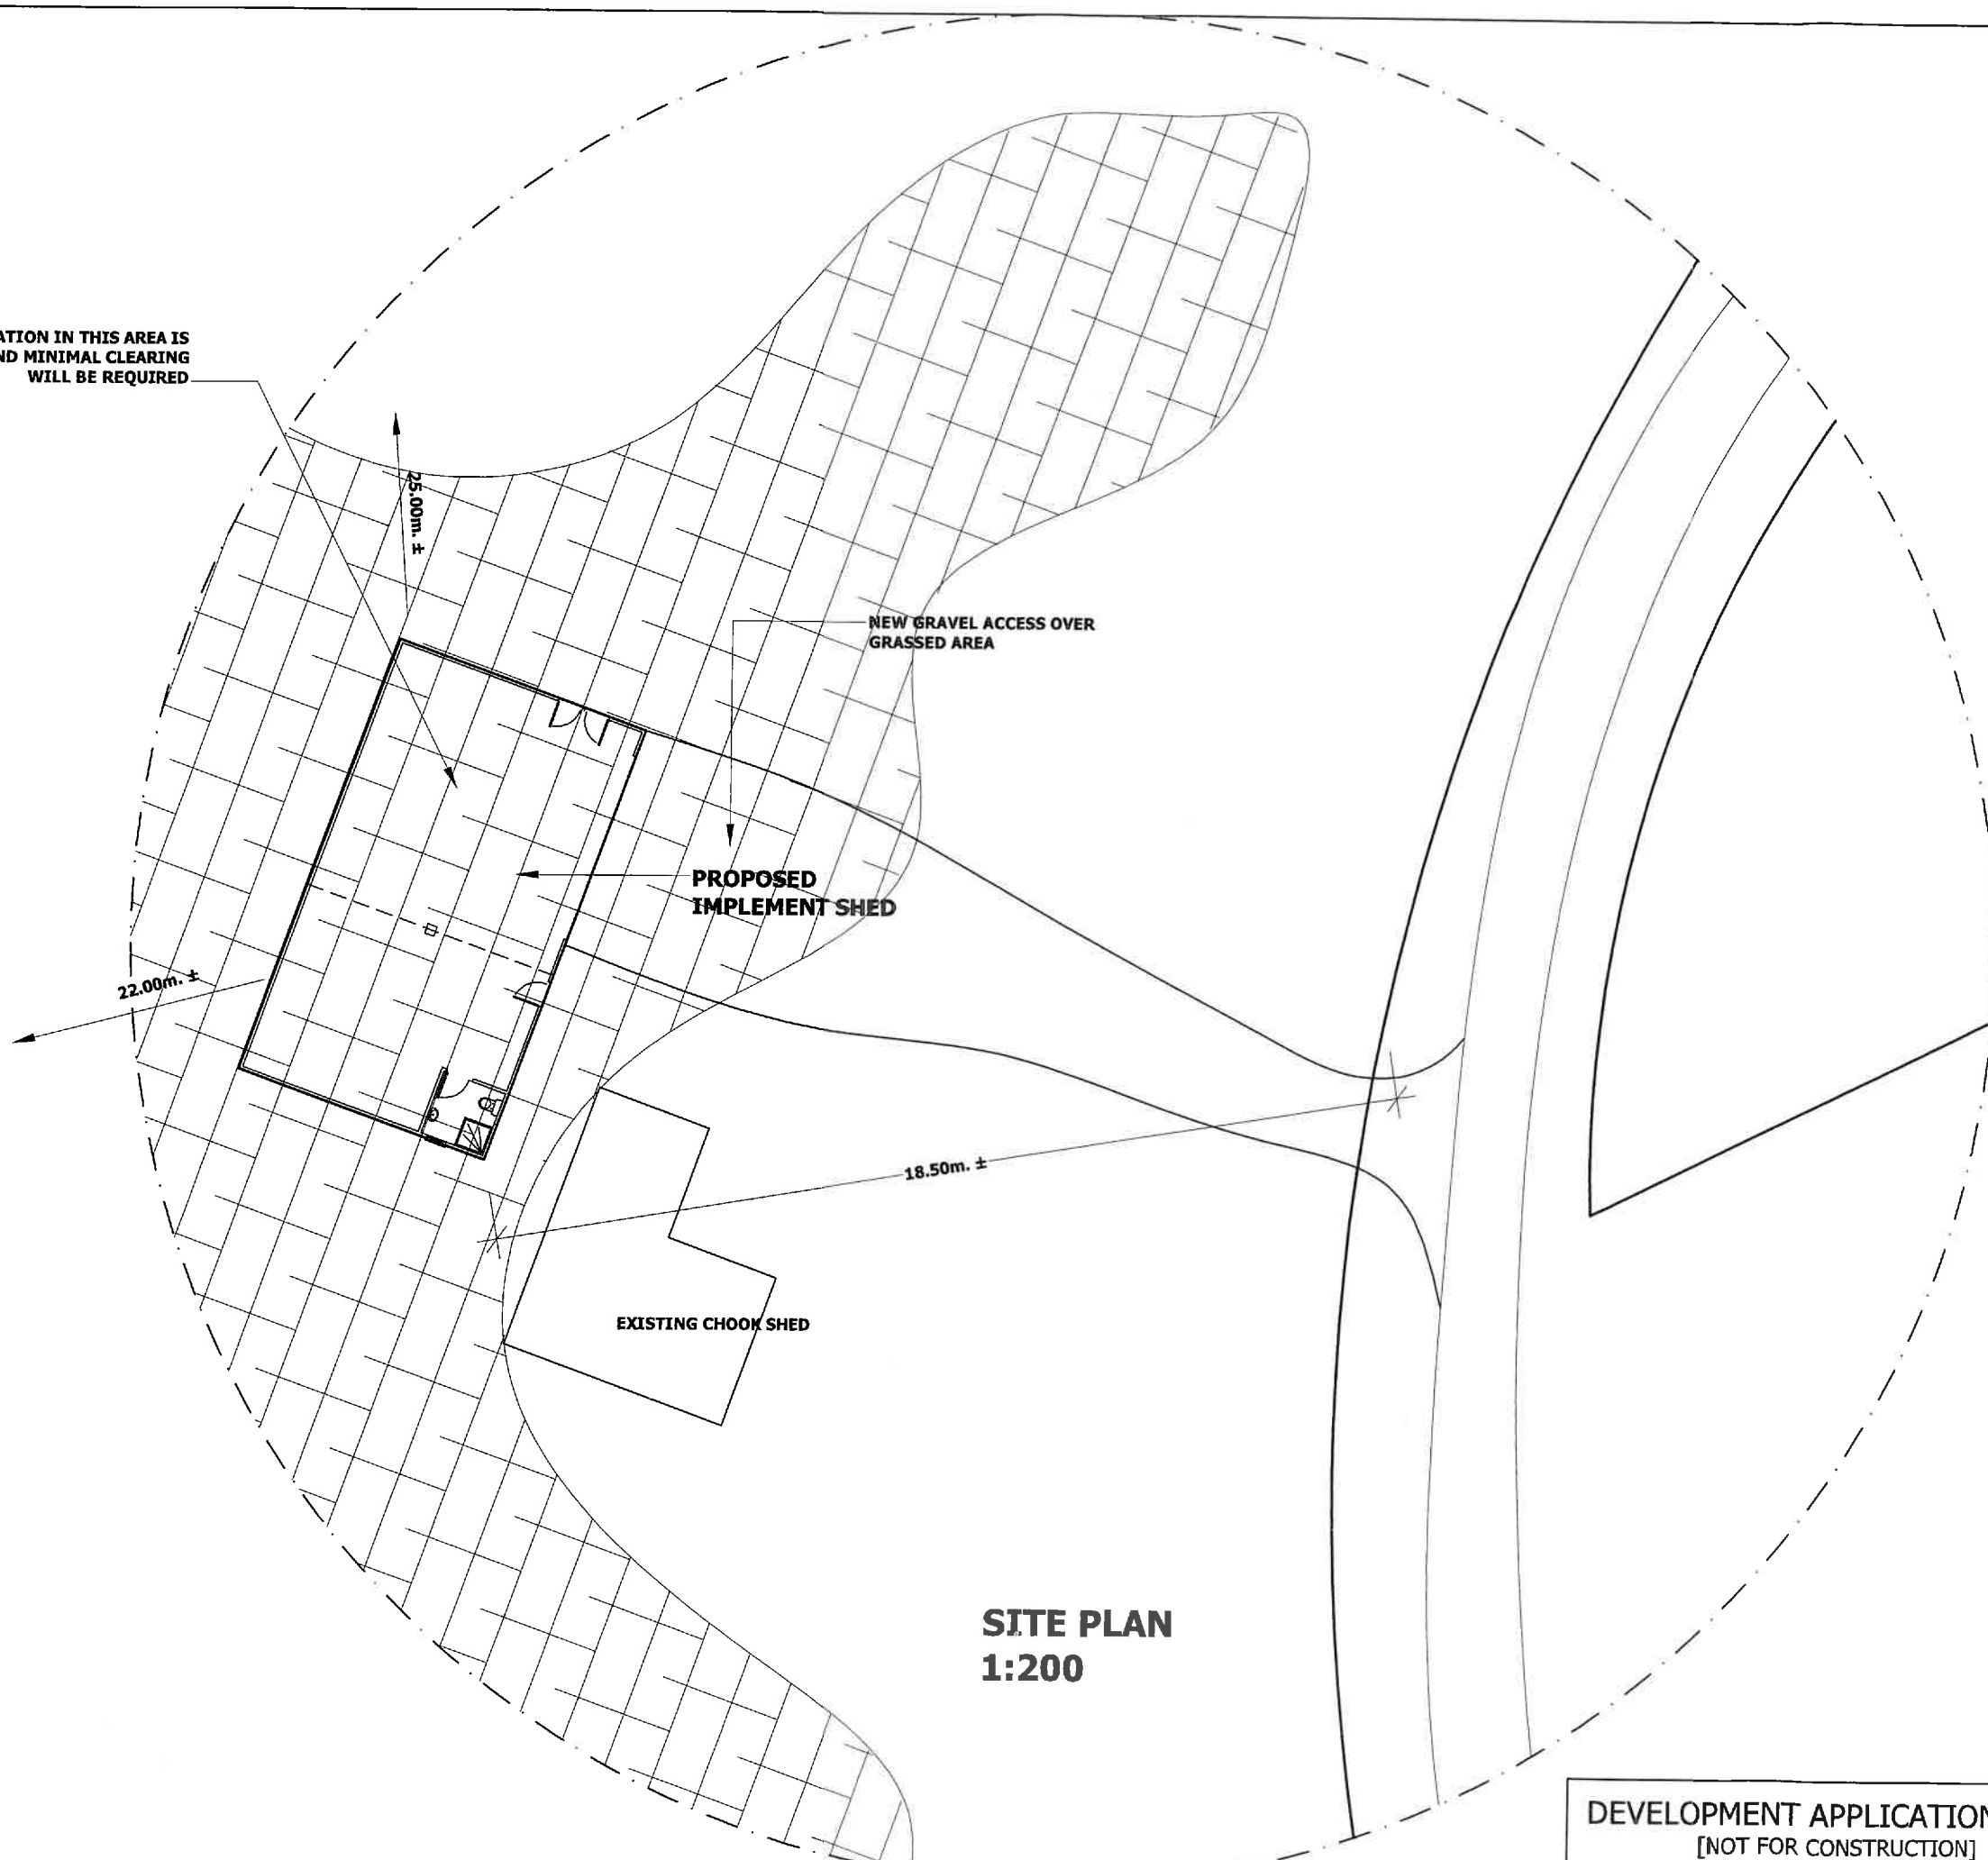 ATION IN THIS AREA IS
ND MINIMAL CLEARING
WILL BE REQUIRED
25.00m. ±
NEW GRAVEL ACCESS OVER
GRASSED AREA
PROPOSED
IMPLEMENT SHED
22.00m. ±
18.50m. ±
EXISTING CHOOK SHED
SITE PLAN
1:200
DEVELOPMENT APPLICATION
[NOT FOR CONSTRUCTION]